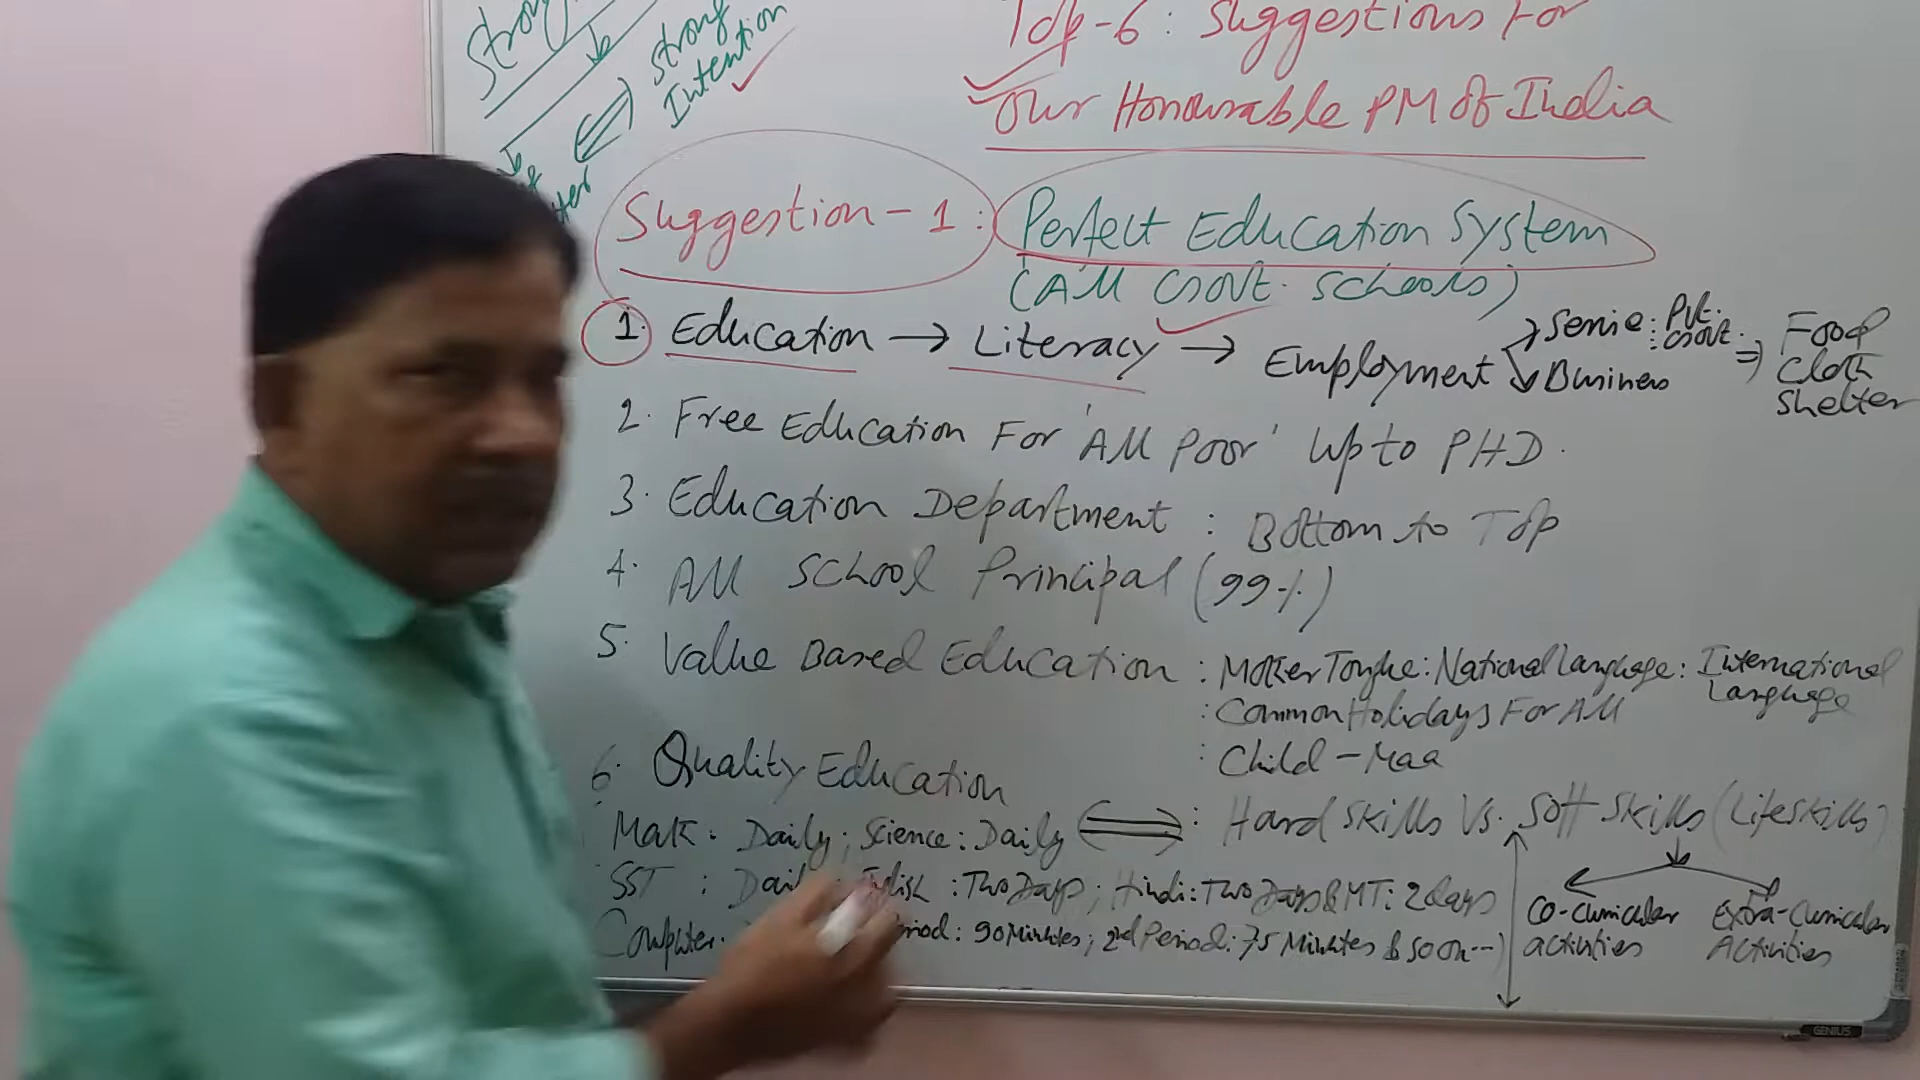 Strong
Strong
Intention
Top-6: Suggestions For
Our Honourable PM of India
Suggestion-1: Perfect Education System
(All Govt. Schools)
1. Education → Literacy → Employment
Servie: Pvt.
: Govt.
Business
⇒ Food
Cloth
Shelter
2. Free Education For 'All Poor' Upto PHD.
3. Education Department : Bottom to Top
4. All School Principal (99%)
5. Value Based Education : Mother Tongue: National Language: International
Language
: Common Holidays For All
: Child - Maa
6. Quality Education
: Hard Skills Vs. Soft Skills (Lifeskills)
Math: Daily; Science: Daily
SST : Daily : Two Days; Hindi: Two Days & MT: 2 days
Computer: Period: 90 Minutes; 2nd Period: 75 Minutes & so on--)
Co-Curricular
activities
Extra-Curricular
Activities
GENIUS